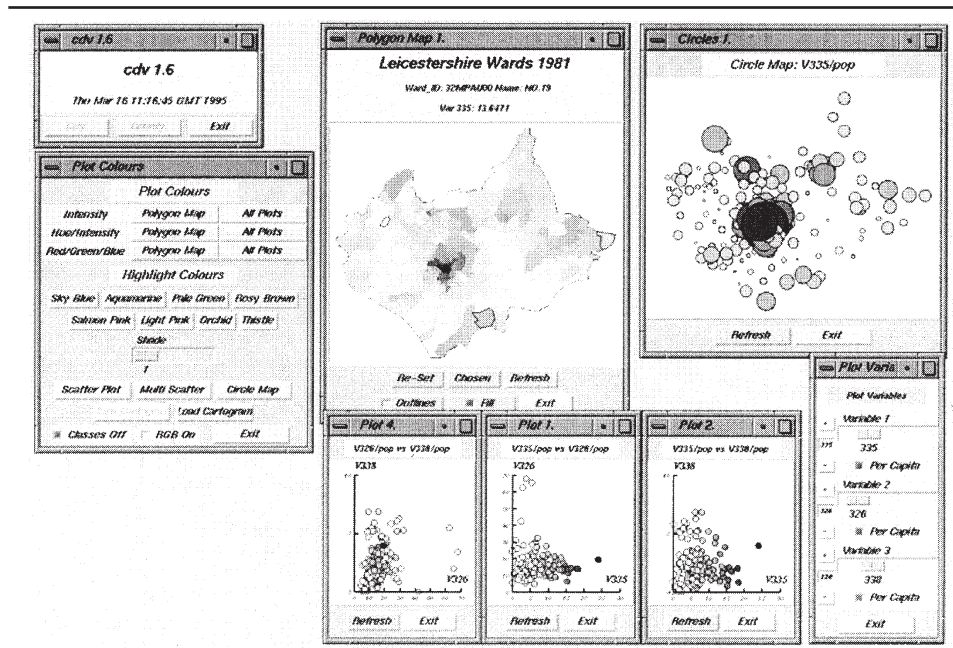 cdv 1.6
cdv 1.6
Thu Mar 16 11:16:45 GMT 1995
Exit
Plot Colours
Plot Colours
Intensity Polygon Map All Plots
Hue/Intensity Polygon Map All Plots
Red/Green/Blue Polygon Map All Plots
Highlight Colours
Sky Blue Aquamarine Pale Green Rosy Brown
Salmon Pink Light Pink Orchid Thistle
Shade
1
Scatter Plot Multi Scatter Circle Map
Load Cartogram
Classes Off RGB On Exit
Polygon Map 1.
Leicestershire Wards 1981
Ward_ID: 32MPAU00 Name: NO.19
Var 335: 13.6471
Re-Set Chosen Refresh
Outlines Fill Exit
Circles 1.
Circle Map: V335/pop
Refresh Exit
Plot 4.
V326/pop vs V338/pop
V338
V326
Refresh Exit
Plot 1.
V335/pop vs V326/pop
V326
V335
Refresh Exit
Plot 2.
V335/pop vs V338/pop
V338
V335
Refresh Exit
Plot Varia
Plot Variables
Variable 1
335
Per Capita
Variable 2
326
Per Capita
Variable 3
338
Per Capita
Exit